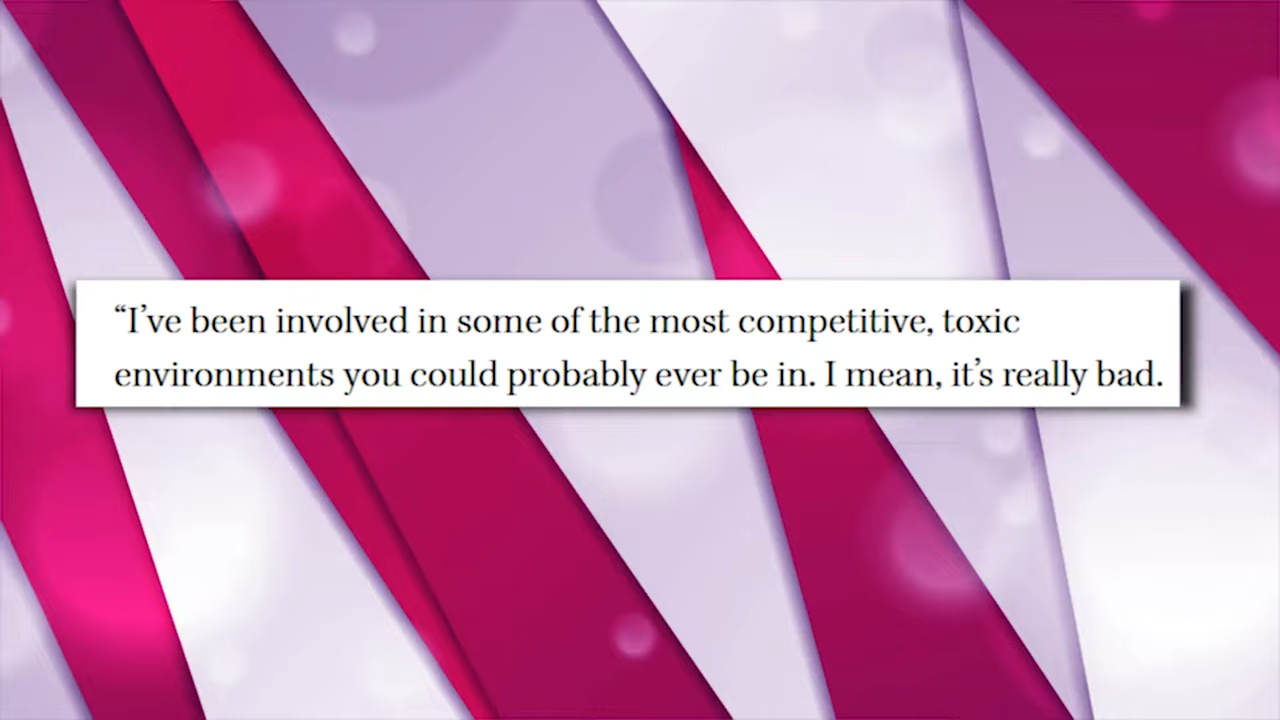 “I’ve been involved in some of the most competitive, toxic
environments you could probably ever be in. I mean, it’s really bad.